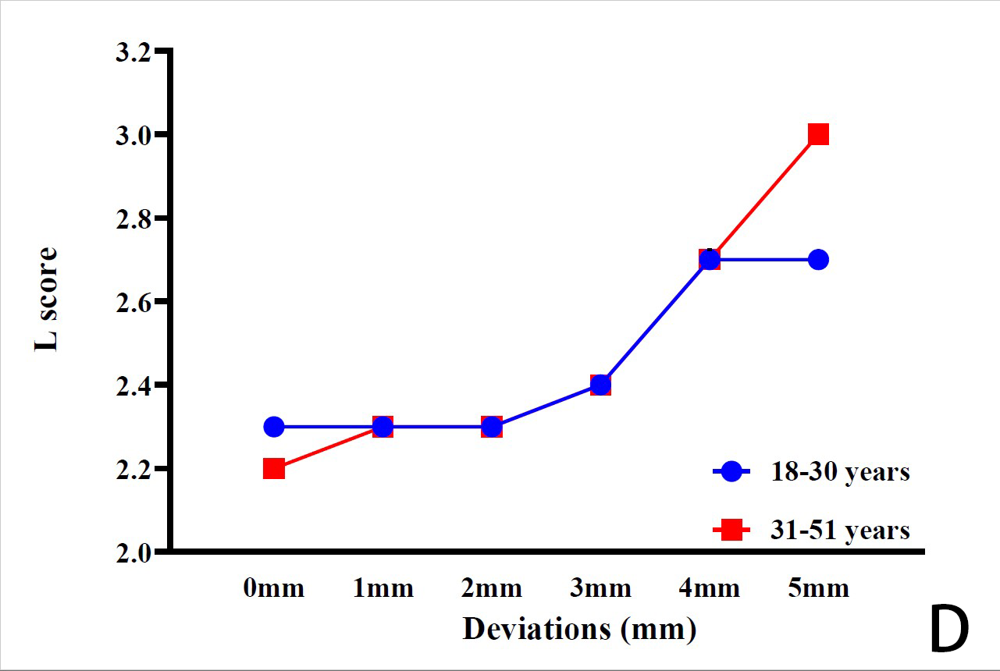 3.2
3.0
2.8
2.6
2.4
2.2
2.0
L score
18-30 years
31-51 years
0mm 1mm 2mm 3mm 4mm 5mm
Deviations (mm)
D